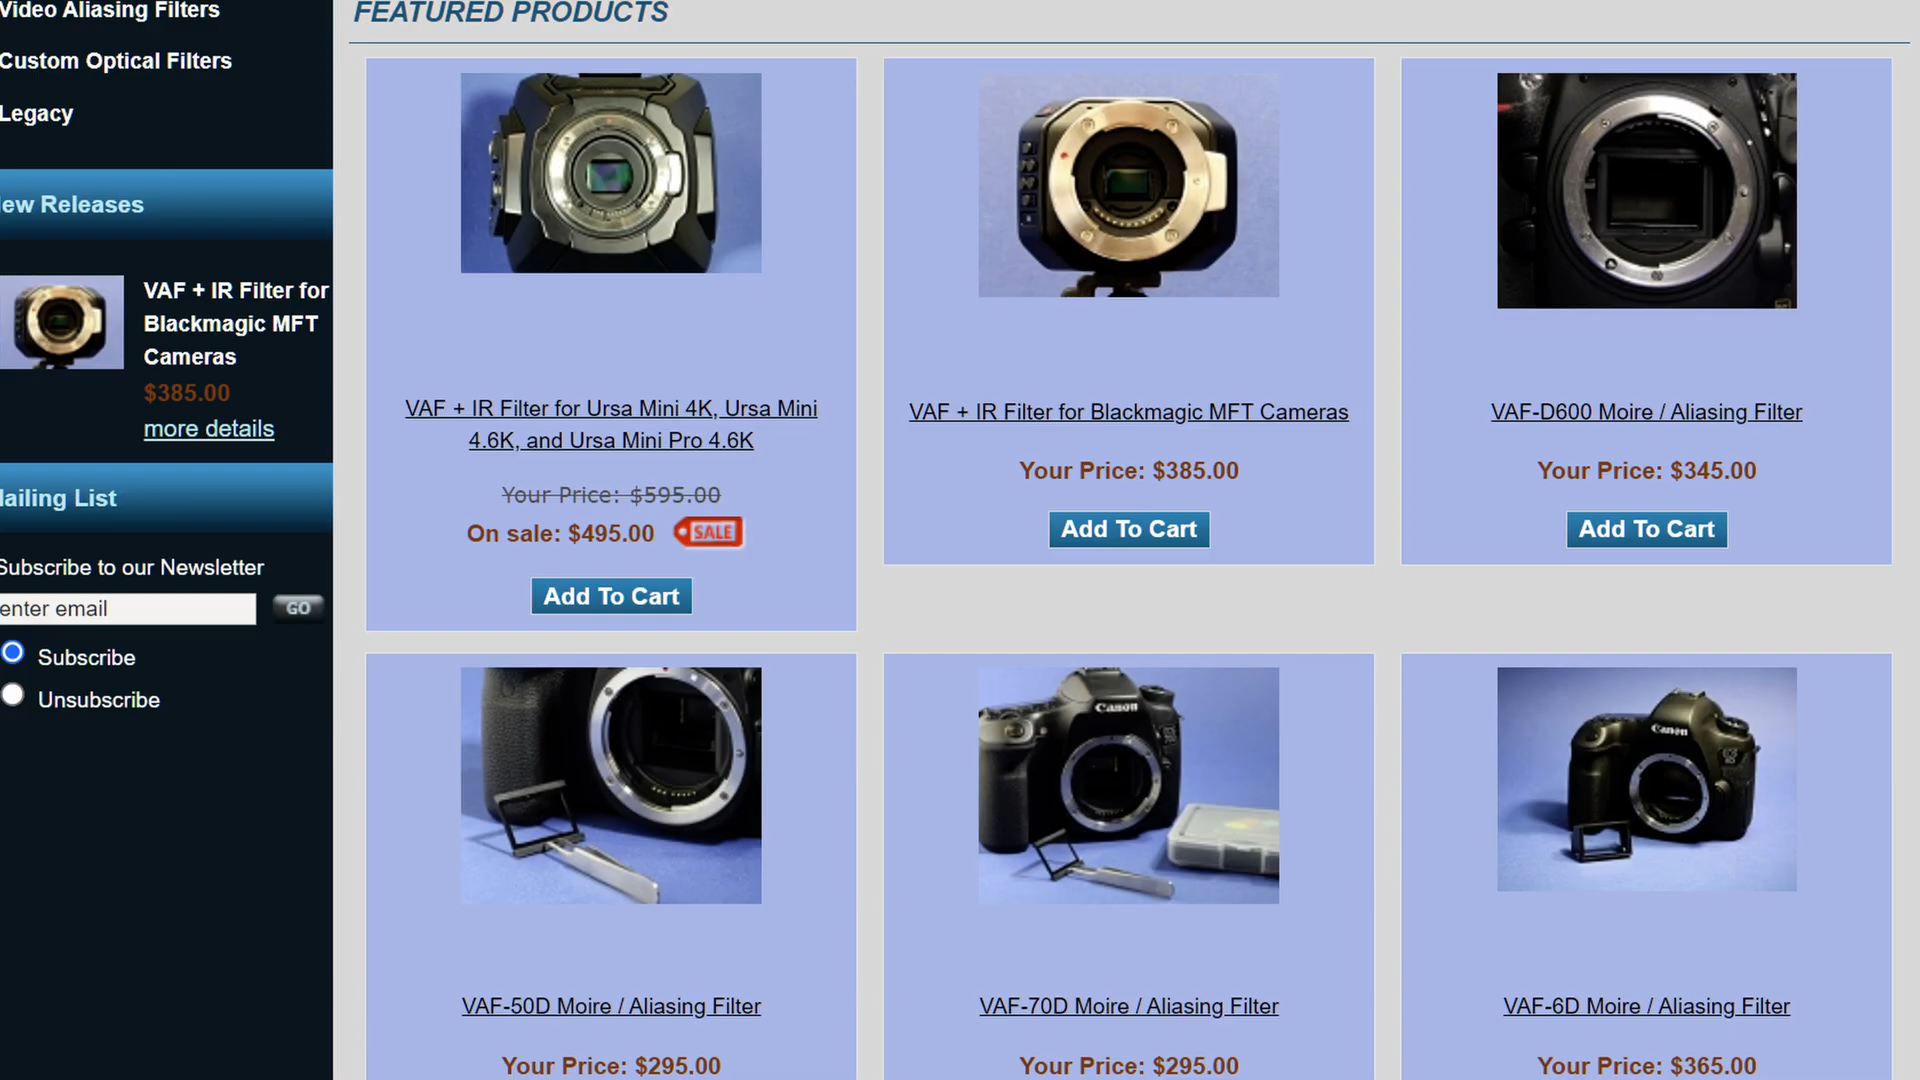 Video Aliasing Filters
Custom Optical Filters
Legacy
ew Releases
VAF + IR Filter for
Blackmagic MFT
Cameras
$385.00
more details
ailing List
Subscribe to our Newsletter
enter email
GO
Subscribe
Unsubscribe
FEATURED PRODUCTS
VAF + IR Filter for Ursa Mini 4K, Ursa Mini
4.6K, and Ursa Mini Pro 4.6K
Your Price: $595.00
On sale: $495.00 SALE
Add To Cart
VAF + IR Filter for Blackmagic MFT Cameras
Your Price: $385.00
Add To Cart
VAF-D600 Moire / Aliasing Filter
Your Price: $345.00
Add To Cart
VAF-50D Moire / Aliasing Filter
Your Price: $295.00
Canon
VAF-70D Moire / Aliasing Filter
Your Price: $295.00
Canon
VAF-6D Moire / Aliasing Filter
Your Price: $365.00